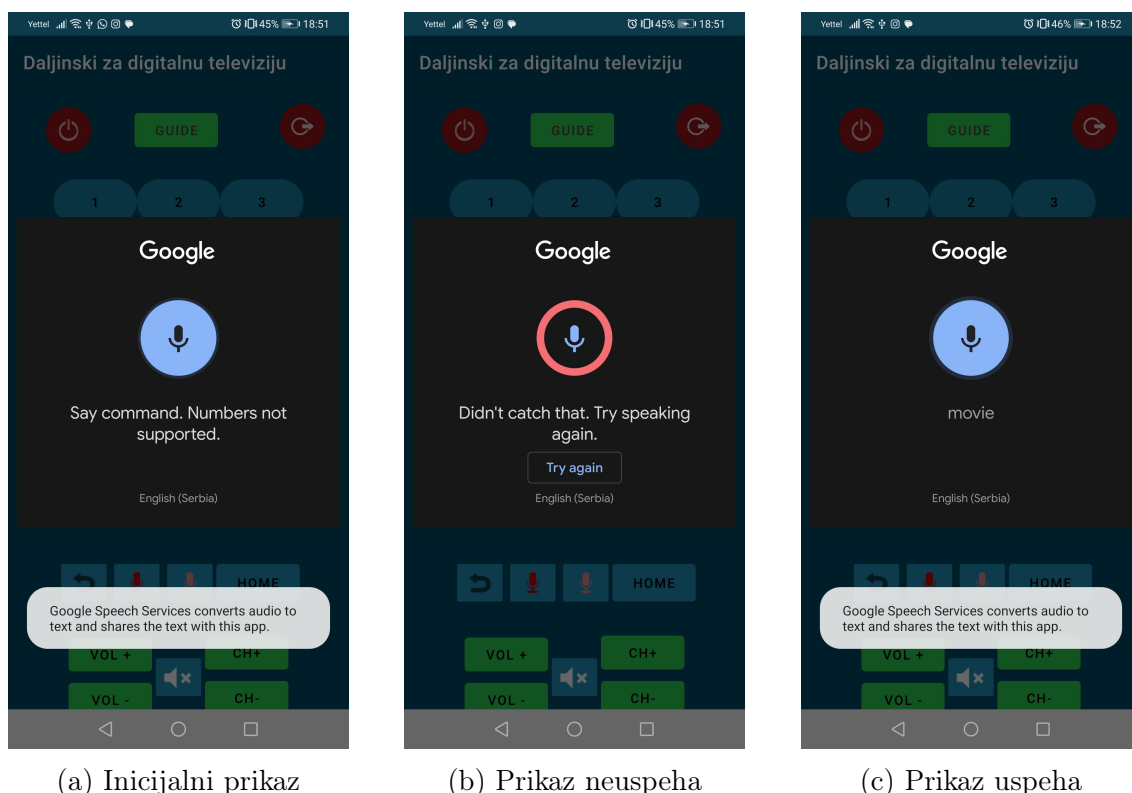 Yettel 45% 18:51
Daljinski za digitalnu televiziju
GUIDE
1 2 3
Google
Say command. Numbers not
supported.
English (Serbia)
HOME
Google Speech Services converts audio to
text and shares the text with this app.
VOL + CH+
VOL - CH-
(a) Inicijalni prikaz
Yettel 45% 18:51
Daljinski za digitalnu televiziju
GUIDE
1 2 3
Google
Didn't catch that. Try speaking
again.
Try again
English (Serbia)
HOME
VOL + CH+
VOL - CH-
(b) Prikaz neuspeha
Yettel 46% 18:52
Daljinski za digitalnu televiziju
GUIDE
1 2 3
Google
movie
English (Serbia)
HOME
Google Speech Services converts audio to
text and shares the text with this app.
VOL + CH+
VOL - CH-
(c) Prikaz uspeha